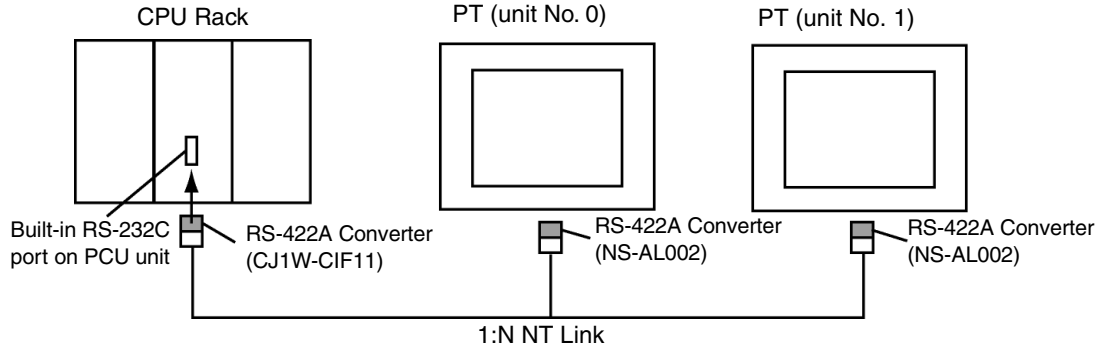 CPU Rack
PT (unit No. 0)
PT (unit No. 1)
Built-in RS-232C
port on PCU unit
RS-422A Converter
(CJ1W-CIF11)
RS-422A Converter
(NS-AL002)
RS-422A Converter
(NS-AL002)
1:N NT Link